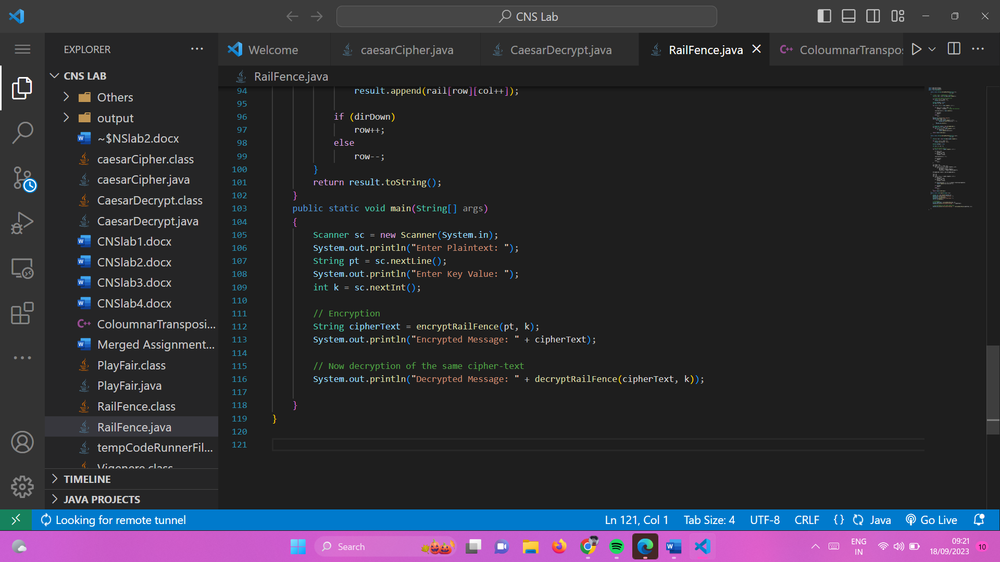 CNS Lab
EXPLORER
Welcome
caesarCipher.java
CaesarDecrypt.java
RailFence.java
C++ ColoumnarTranspos
CNS LAB
Others
output
~$NSlab2.docx
caesarCipher.class
caesarCipher.java
CaesarDecrypt.class
CaesarDecrypt.java
CNSlab1.docx
CNSlab2.docx
CNSlab3.docx
CNSlab4.docx
C++ ColoumnarTransposi...
Merged Assignment...
PlayFair.class
PlayFair.java
RailFence.class
RailFence.java
tempCodeRunnerFil...
Vigenere.class
TIMELINE
JAVA PROJECTS
RailFence.java
94 result.append(rail[row][col++]);
95
96 if (dirDown)
97 row++;
98 else
99 row--;
100 }
101 return result.toString();
102 }
103 public static void main(String[] args)
104 {
105 Scanner sc = new Scanner(System.in);
106 System.out.println("Enter Plaintext: ");
107 String pt = sc.nextLine();
108 System.out.println("Enter Key Value: ");
109 int k = sc.nextInt();
110
111 // Encryption
112 String cipherText = encryptRailFence(pt, k);
113 System.out.println("Encrypted Message: " + cipherText);
114
115 // Now decryption of the same cipher-text
116 System.out.println("Decrypted Message: " + decryptRailFence(cipherText, k));
117
118 }
119 }
120
121
Looking for remote tunnel
Ln 121, Col 1
Tab Size: 4
UTF-8
CRLF
{} Java
Go Live
Search
ENG
IN
09:21
18/09/2023
10